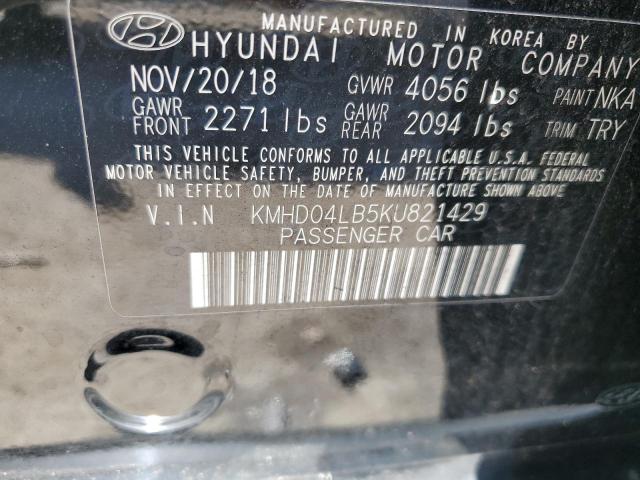 MANUFACTURED IN KOREA BY
HYUNDAI MOTOR COMPANY
NOV/20/18 GVWR 4056 lbs PAINT NKA
GAWR FRONT 2271 lbs GAWR REAR 2094 lbs TRIM TRY
THIS VEHICLE CONFORMS TO ALL APPLICABLE U.S.A. FEDERAL
MOTOR VEHICLE SAFETY, BUMPER, AND THEFT PREVENTION STANDARDS
IN EFFECT ON THE DATE OF MANUFACTURE SHOWN ABOVE.
V.I.N KMHD04LB5KU821429
PASSENGER CAR